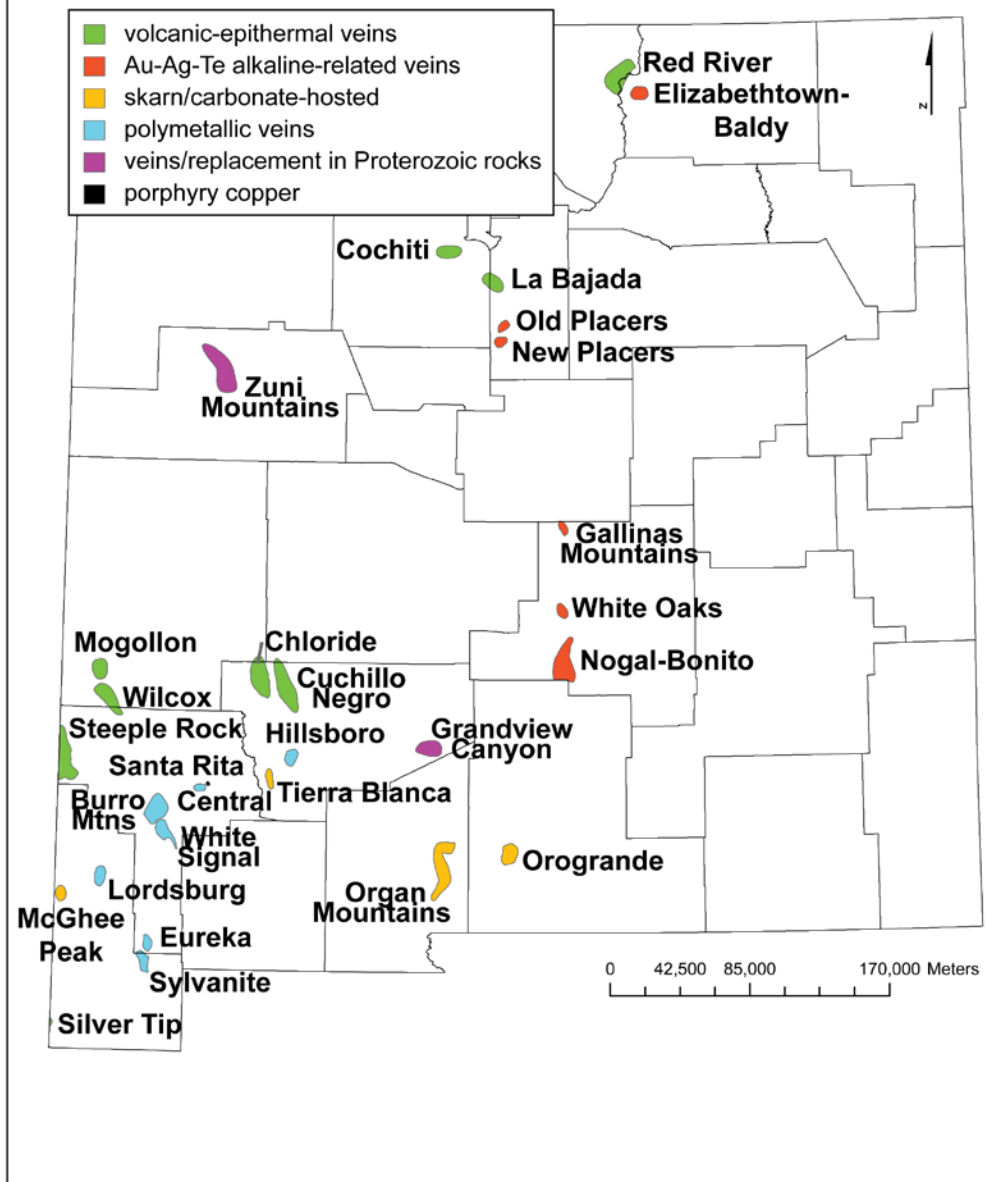 volcanic-epithermal veins
Au-Ag-Te alkaline-related veins
skarn/carbonate-hosted
polymetallic veins
veins/replacement in Proterozoic rocks
porphyry copper
Red River
Elizabethtown-
Baldy
N
Cochiti
La Bajada
Old Placers
New Placers
Zuni
Mountains
Gallinas
Mountains
White Oaks
Nogal-Bonito
Mogollon
Chloride
Wilcox
Cuchillo
Negro
Steeple Rock
Hillsboro
Grandview
Canyon
Santa Rita
Tierra Blanca
Burro
Mtns
Central
White
Signal
Orogrande
Lordsburg
Organ
Mountains
McGhee
Peak
Eureka
Sylvanite
Silver Tip
0 42,500 85,000 170,000 Meters